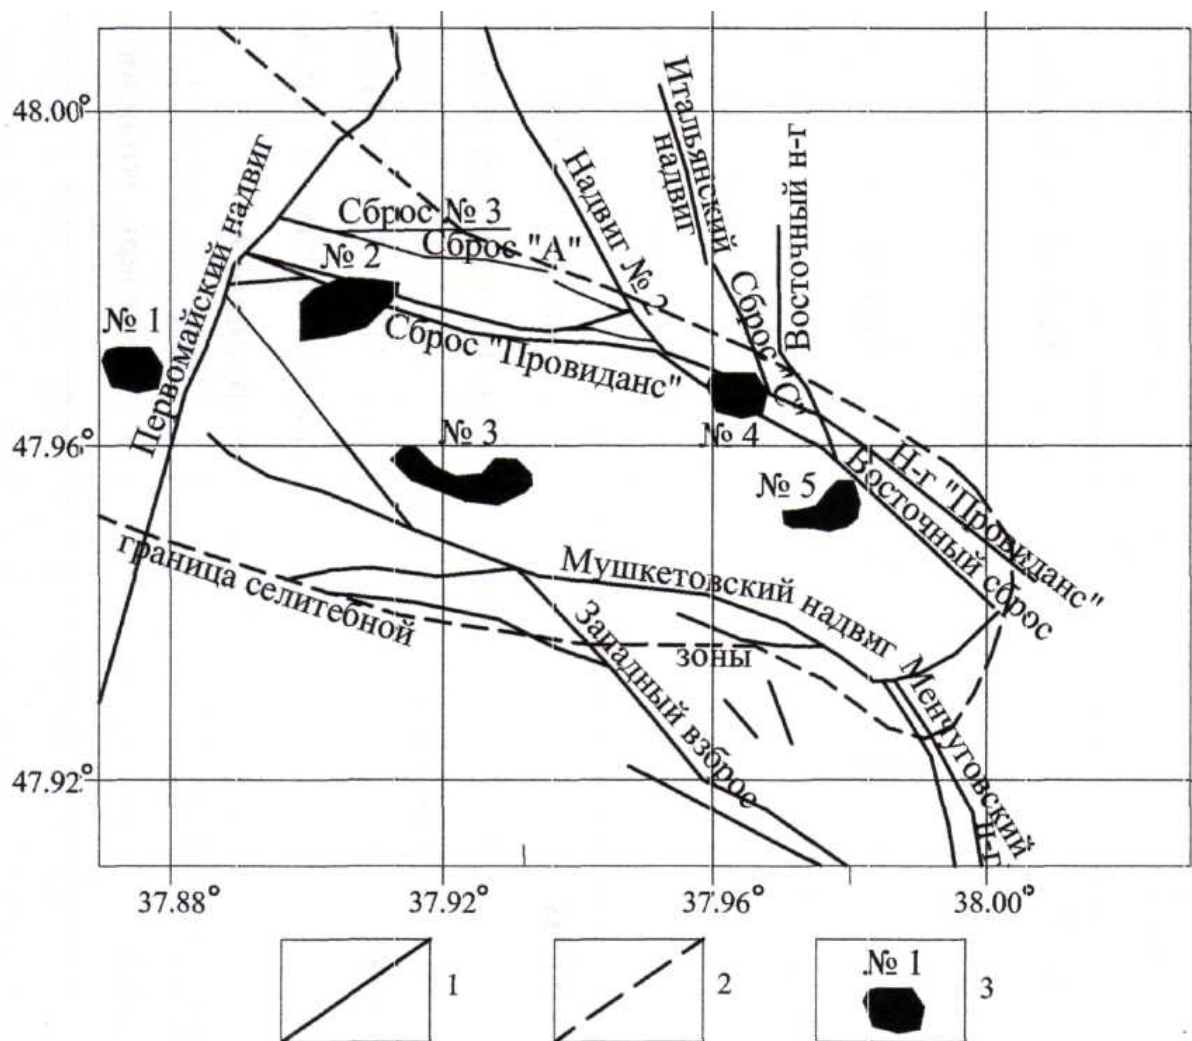 48.00°
47.96°
47.92°
37.88°
37.92°
37.96°
38.00°
Первомайский надвиг
Сброс № 3
Сброс "А"
№ 2
№ 1
Надвиг № 2
Итальянский
надвиг
Восточный н-г
Сброс "С"
Сброс "Провиданс"
№ 3
№ 4
№ 5
Н-г "Провиданс"
Восточный сброс
Мушкетовский надвиг
граница селитебной
зоны
Западный взброс
Менчуговский
н-г
1
2
№ 1
3